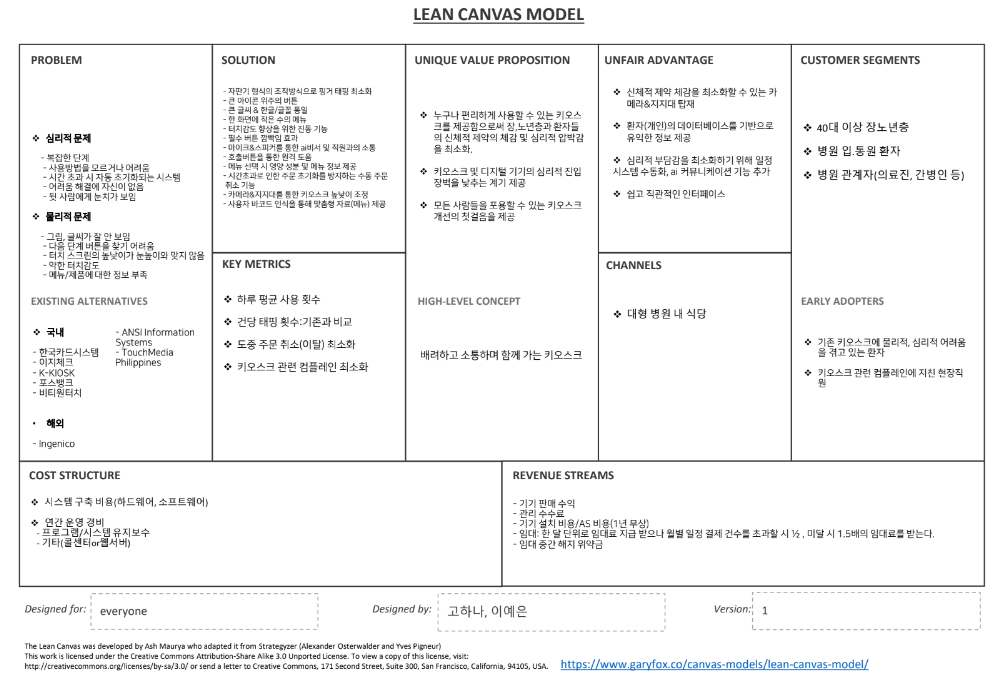 LEAN CANVAS MODEL
PROBLEM
❖ 심리적 문제
- 복잡한 단계
- 사용방법을 모르거나 어려움
- 시간 초과 시 자동 초기화되는 시스템
- 어려움 해결에 자신이 없음
- 뒷 사람에게 눈치가 보임
❖ 물리적 문제
- 그림, 글씨가 잘 안 보임
- 다음 단계 버튼을 찾기 어려움
- 터치 스크린의 높낮이가 눈높이와 맞지 않음
- 약한 터치감도
- 메뉴/제품에 대한 정보 부족
EXISTING ALTERNATIVES
❖ 국내
- 한국카드시스템
- 이지체크
- K-KIOSK
- 포스뱅크
- 비티원터치
- ANSI Information
Systems
- TouchMedia
Philippines
• 해외
- Ingenico
SOLUTION
- 자판기 형식의 조작방식으로 핑거 태핑 최소화
- 큰 아이콘 위주의 버튼
- 큰 글씨 & 한글/글꼴 통일
- 한 화면에 적은 수의 메뉴
- 터치감도 향상을 위한 진동 기능
- 필수 버튼 깜빡임 효과
- 마이크&스피커를 통한 ai비서 및 직원과의 소통
- 호출버튼을 통한 원격 도움
- 메뉴 선택 시 영양 성분 및 메뉴 정보 제공
- 시간초과로 인한 주문 초기화를 방지하는 수동 주문
취소 기능
- 카메라&지지대를 통한 키오스크 높낮이 조정
- 사용자 바코드 인식을 통해 맞춤형 자료(메뉴) 제공
KEY METRICS
❖ 하루 평균 사용 횟수
❖ 건당 태핑 횟수:기존과 비교
❖ 도중 주문 취소(이탈) 최소화
❖ 키오스크 관련 컴플레인 최소화
UNIQUE VALUE PROPOSITION
❖ 누구나 편리하게 사용할 수 있는 키오스
크를 제공함으로써 장,노년층과 환자들
의 신체적 제약의 체감 및 심리적 압박감
을 최소화.
❖ 키오스크 및 디지털 기기의 심리적 진입
장벽을 낮추는 계기 제공
❖ 모든 사람들을 포용할 수 있는 키오스크
개선의 첫걸음을 제공
HIGH-LEVEL CONCEPT
배려하고 소통하며 함께 가는 키오스크
UNFAIR ADVANTAGE
❖ 신체적 제약 체감을 최소화할 수 있는 카
메라&지지대 탑재
❖ 환자(개인)의 데이터베이스를 기반으로
유익한 정보 제공
❖ 심리적 부담감을 최소화하기 위해 일정
시스템 수동화, ai 커뮤니케이션 기능 추가
❖ 쉽고 직관적인 인터페이스
CHANNELS
❖ 대형 병원 내 식당
CUSTOMER SEGMENTS
❖ 40대 이상 장노년층
❖ 병원 입.통원 환자
❖ 병원 관계자(의료진, 간병인 등)
EARLY ADOPTERS
❖ 기존 키오스크에 물리적, 심리적 어려움
을 겪고 있는 환자
❖ 키오스크 관련 컴플레인에 지친 현장직
원
COST STRUCTURE
❖ 시스템 구축 비용(하드웨어, 소프트웨어)
❖ 연간 운영 경비
- 프로그램/시스템 유지보수
- 기타(콜센터or웹서버)
REVENUE STREAMS
- 기기 판매 수익
- 관리 수수료
- 기기 설치 비용/AS 비용(1년 무상)
- 임대: 한 달 단위로 임대료 지급 받으나 월별 일정 결제 건수를 초과할 시 ½ , 미달 시 1.5배의 임대료를 받는다.
- 임대 중간 해지 위약금
Designed for: everyone
Designed by: 고하나, 이예은
Version: 1
The Lean Canvas was developed by Ash Maurya who adapted it from Strategyzer (Alexander Osterwalder and Yves Pigneur)
This work is licensed under the Creative Commons Attribution-Share Alike 3.0 Unported License. To view a copy of this license, visit:
http://creativecommons.org/licenses/by-sa/3.0/ or send a letter to Creative Commons, 171 Second Street, Suite 300, San Francisco, California, 94105, USA.
https://www.garyfox.co/canvas-models/lean-canvas-model/